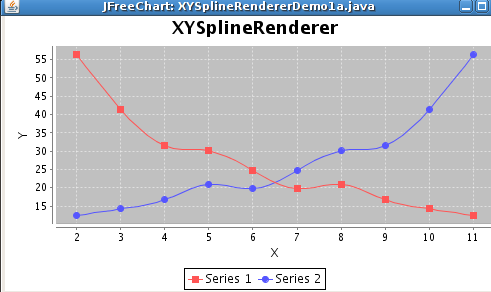 JFreeChart: XYSplineRendererDemo1a.java
XYSplineRenderer
55
50
45
40
35
30
25
20
15
Y
2 3 4 5 6 7 8 9 10 11
X
Series 1 Series 2